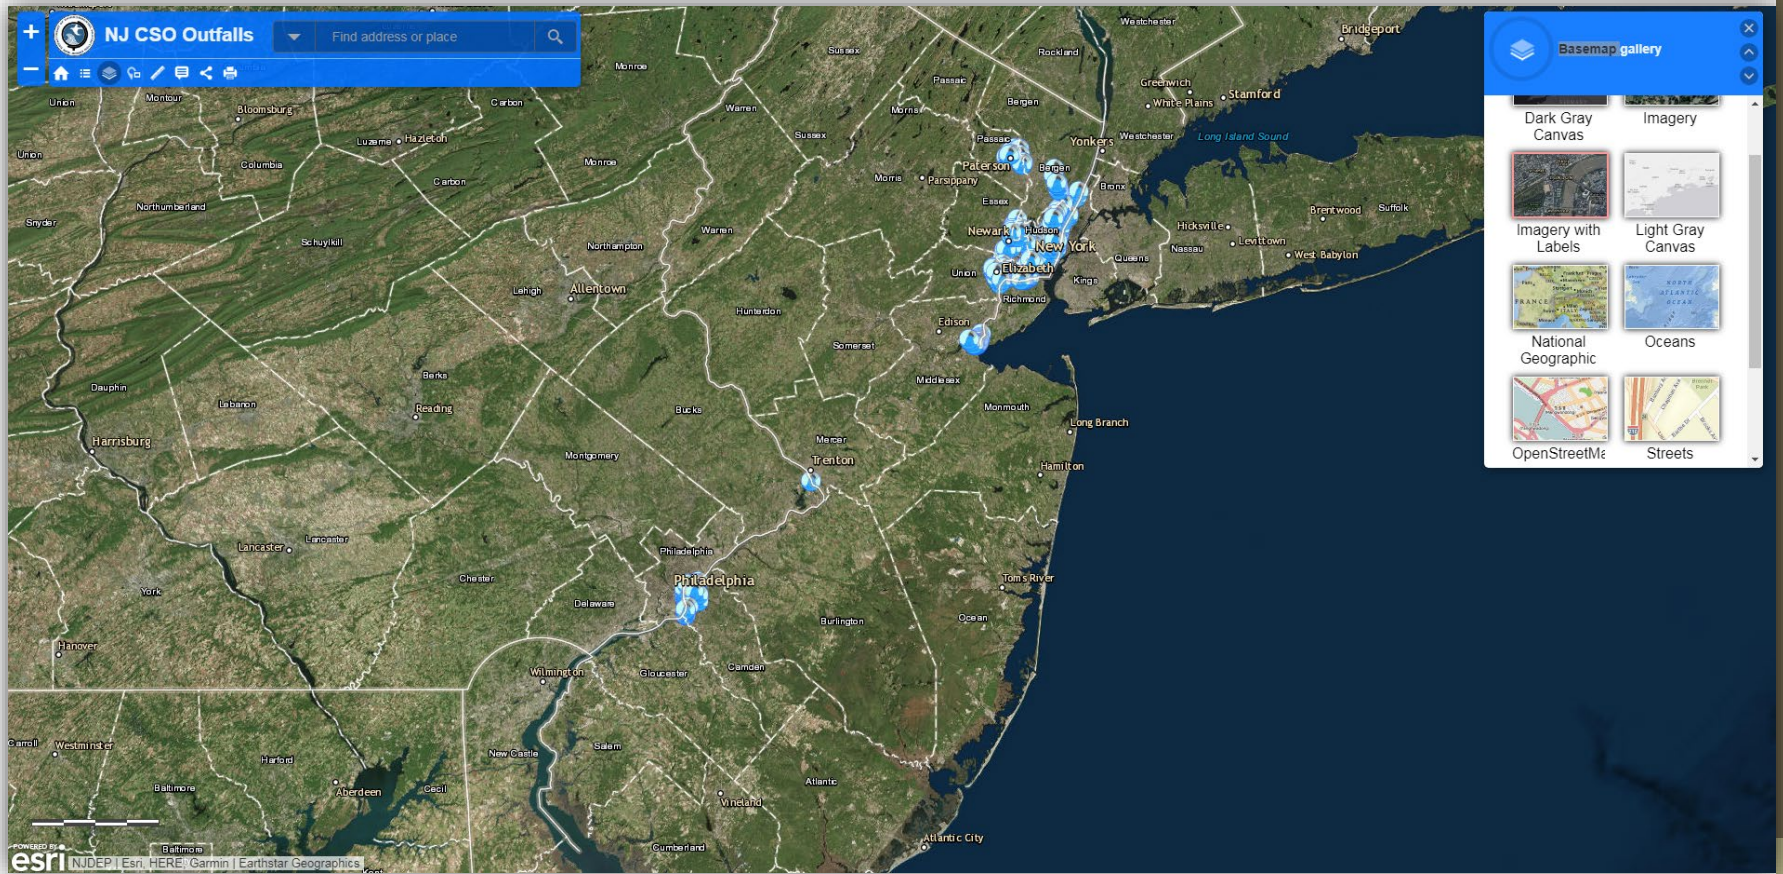 NJ CSO Outfalls
Find address or place
Basemap gallery
Dark Gray Canvas
Imagery
Imagery with Labels
Light Gray Canvas
National Geographic
Oceans
OpenStreetMa
Streets
Westchester
Bridgeport
Rockland
Sussex
Monroe
Passaic
Greenwich
Stamford
White Plains
Union
Montour
Bloomsburg
Carbon
Warren
Morris
Bergen
Long Island Sound
Luzerne
Hazleton
Sussex
Passaic
Yonkers
Westchester
Union
Columbia
Monroe
Paterson
Bergen
Carbon
Morris
Parsippany
Bronx
Northumberland
Essex
Brentwood
Suffolk
Snyder
Warren
Newark
Hudson
Hicksville
Schuylkill
Northampton
New York
Nassau
Levittown
Queens
West Babylon
Union
Elizabeth
Kings
Lehigh
Allentown
Richmond
Hunterdon
Edison
Somerset
Berks
Middlesex
Dauphin
Lebanon
Reading
Bucks
Monmouth
Long Branch
Harrisburg
Mercer
Montgomery
Trenton
Hamilton
Lancaster
Lancaster
Philadelphia
Chester
Philadelphia
Toms River
York
Delaware
Burlington
Ocean
Hanover
Wilmington
Gloucester
Camden
Carroll
Westminster
New Castle
Salem
Harford
Baltimore
Aberdeen
Cecil
Atlantic
Vineland
Atlantic City
Baltimore
Cumberland
Kent
POWERED BY
esri
NJDEP | Esri, HERE, Garmin | Earthstar Geographics